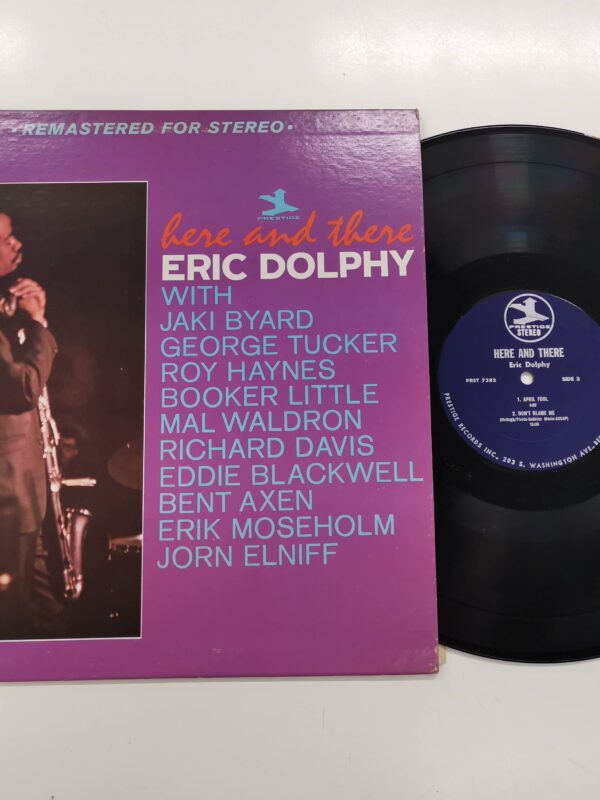 •REMASTERED FOR STEREO•
PRESTIGE
here and there
ERIC DOLPHY
WITH
JAKI BYARD
GEORGE TUCKER
ROY HAYNES
BOOKER LITTLE
MAL WALDRON
RICHARD DAVIS
EDDIE BLACKWELL
BENT AXEN
ERIK MOSEHOLM
JORN ELNIFF
PRESTIGE
STEREO
HERE AND THERE
Eric Dolphy
PRST 7382
SIDE 2
1. APRIL FOOL
2. DON'T BLAME ME
PRESTIGE RECORDS INC., 203 S. WASHINGTON AVE.